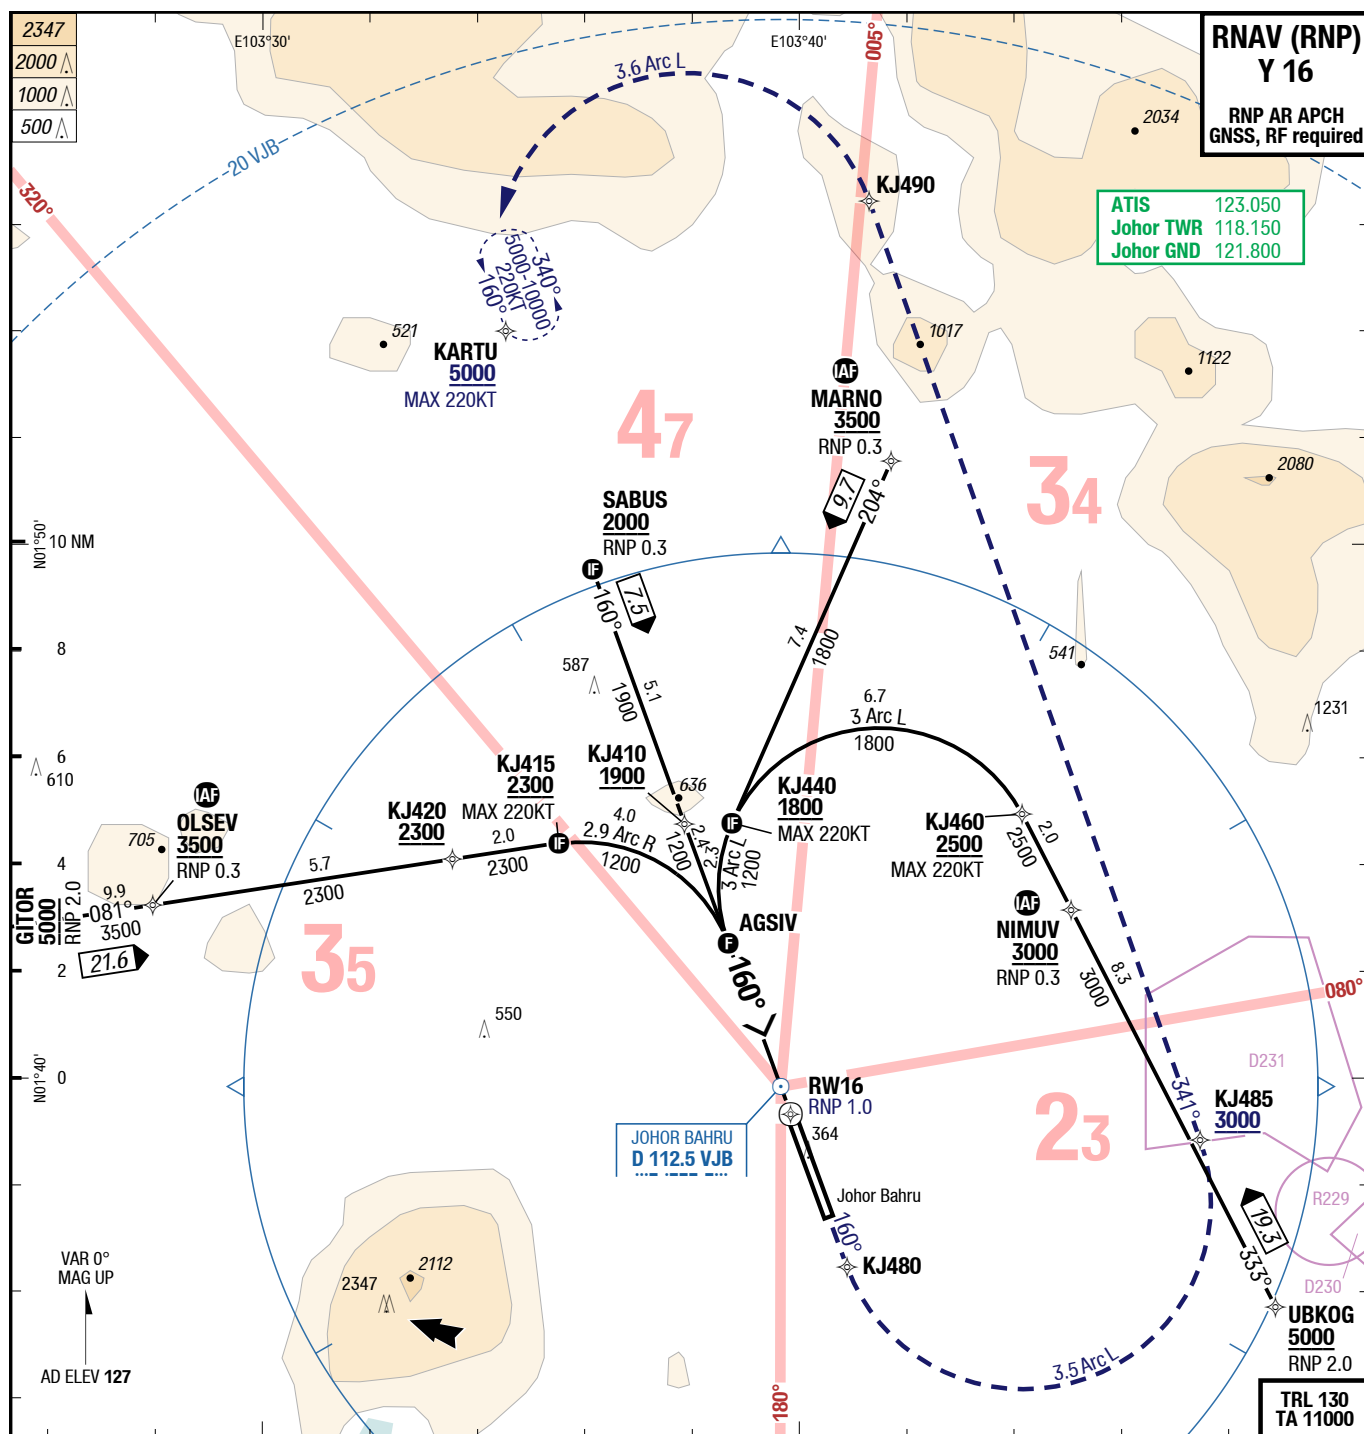 2347
2000
1000
500
E103°30'
E103°40'
RNAV (RNP)
Y 16
RNP AR APCH
GNSS, RF required
ATIS 123.050
Johor TWR 118.150
Johor GND 121.800
3.6 Arc L
005°
2034
20 VJB
320°
KJ490
340°
5000-10000
220KT
160°
521
KARTU
5000
MAX 220KT
1017
1122
IAF
MARNO
3500
RNP 0.3
47
34
2080
9.7
204°
SABUS
2000
RNP 0.3
N01°50'
10 NM
IF
7.5
160°
7.4
1800
8
587
5.1
1900
541
1231
6.7
3 Arc L
1800
6
610
KJ415
2300
MAX 220KT
KJ410
1900
636
KJ440
1800
MAX 220KT
IAF
OLSEV
3500
RNP 0.3
705
KJ420
2300
2.0
2300
IF
4.0
2.9 Arc R
1200
2.4
1200
2.3
3 Arc L
1200
IF
KJ460
2500
MAX 220KT
2.0
2500
4
5.7
2300
GITOR
5000
RNP 2.0
9.9
081°
3500
21.6
35
F
AGSIV
160°
IAF
NIMUV
3000
RNP 0.3
8.3
3000
2
550
080°
D231
N01°40'
0
RW16
RNP 1.0
364
JOHOR BAHRU
D 112.5 VJB
23
341°
KJ485
3000
R229
Johor Bahru
160°
KJ480
19.3
333°
D230
VAR 0°
MAG UP
2112
2347
UBKOG
5000
RNP 2.0
AD ELEV 127
3.5 Arc L
180°
TRL 130
TA 11000